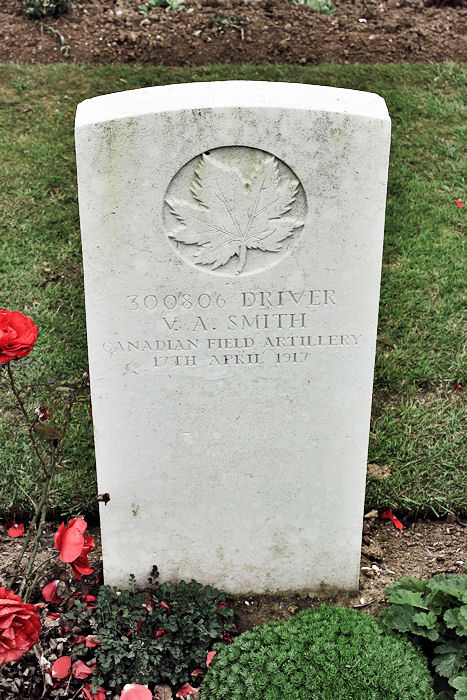 300806 DRIVER
V. A. SMITH
CANADIAN FIELD ARTILLERY
17TH APRIL 1917